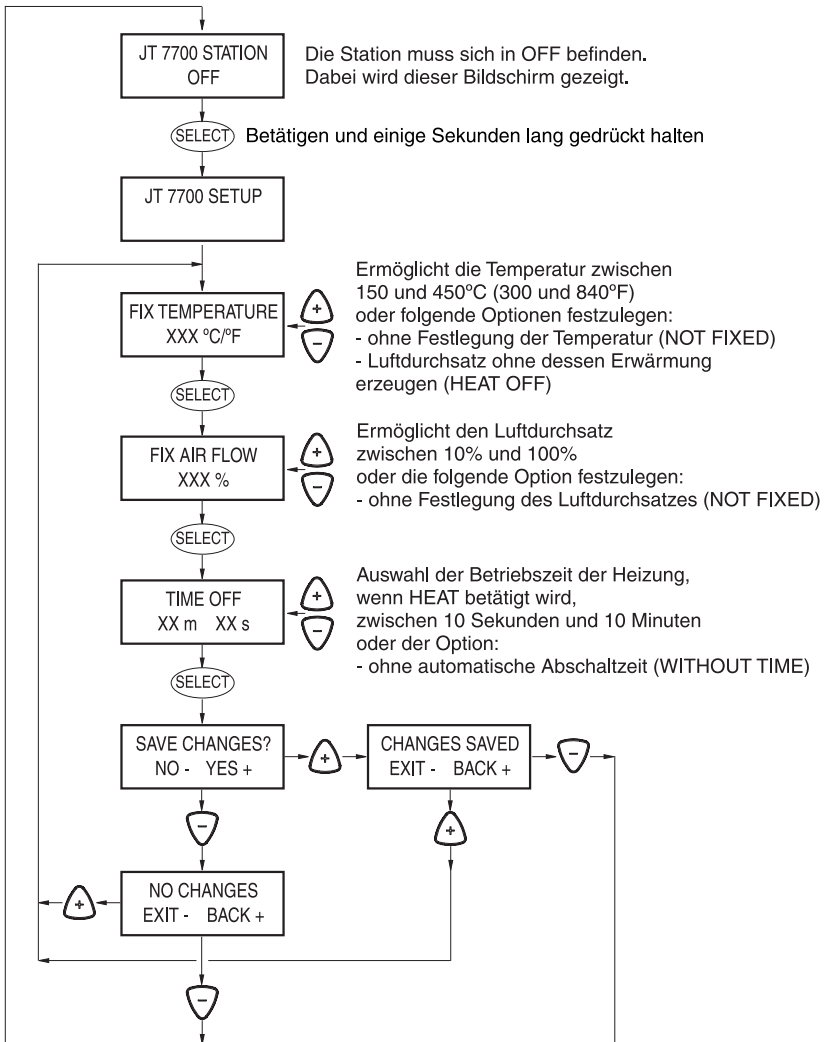 JT 7700 STATION
OFF
Die Station muss sich in OFF befinden.
Dabei wird dieser Bildschirm gezeigt.
SELECT
Betätigen und einige Sekunden lang gedrückt halten
JT 7700 SETUP
FIX TEMPERATURE
XXX ºC/ºF
+
-
Ermöglicht die Temperatur zwischen
150 und 450ºC (300 und 840ºF)
oder folgende Optionen festzulegen:
- ohne Festlegung der Temperatur (NOT FIXED)
- Luftdurchsatz ohne dessen Erwärmung
erzeugen (HEAT OFF)
SELECT
FIX AIR FLOW
XXX %
+
-
Ermöglicht den Luftdurchsatz
zwischen 10% und 100%
oder die folgende Option festzulegen:
- ohne Festlegung des Luftdurchsatzes (NOT FIXED)
SELECT
TIME OFF
XX m XX s
+
-
Auswahl der Betriebszeit der Heizung,
wenn HEAT betätigt wird,
zwischen 10 Sekunden und 10 Minuten
oder der Option:
- ohne automatische Abschaltzeit (WITHOUT TIME)
SELECT
SAVE CHANGES?
NO - YES +
+
CHANGES SAVED
EXIT - BACK +
-
-
+
NO CHANGES
EXIT - BACK +
+
-